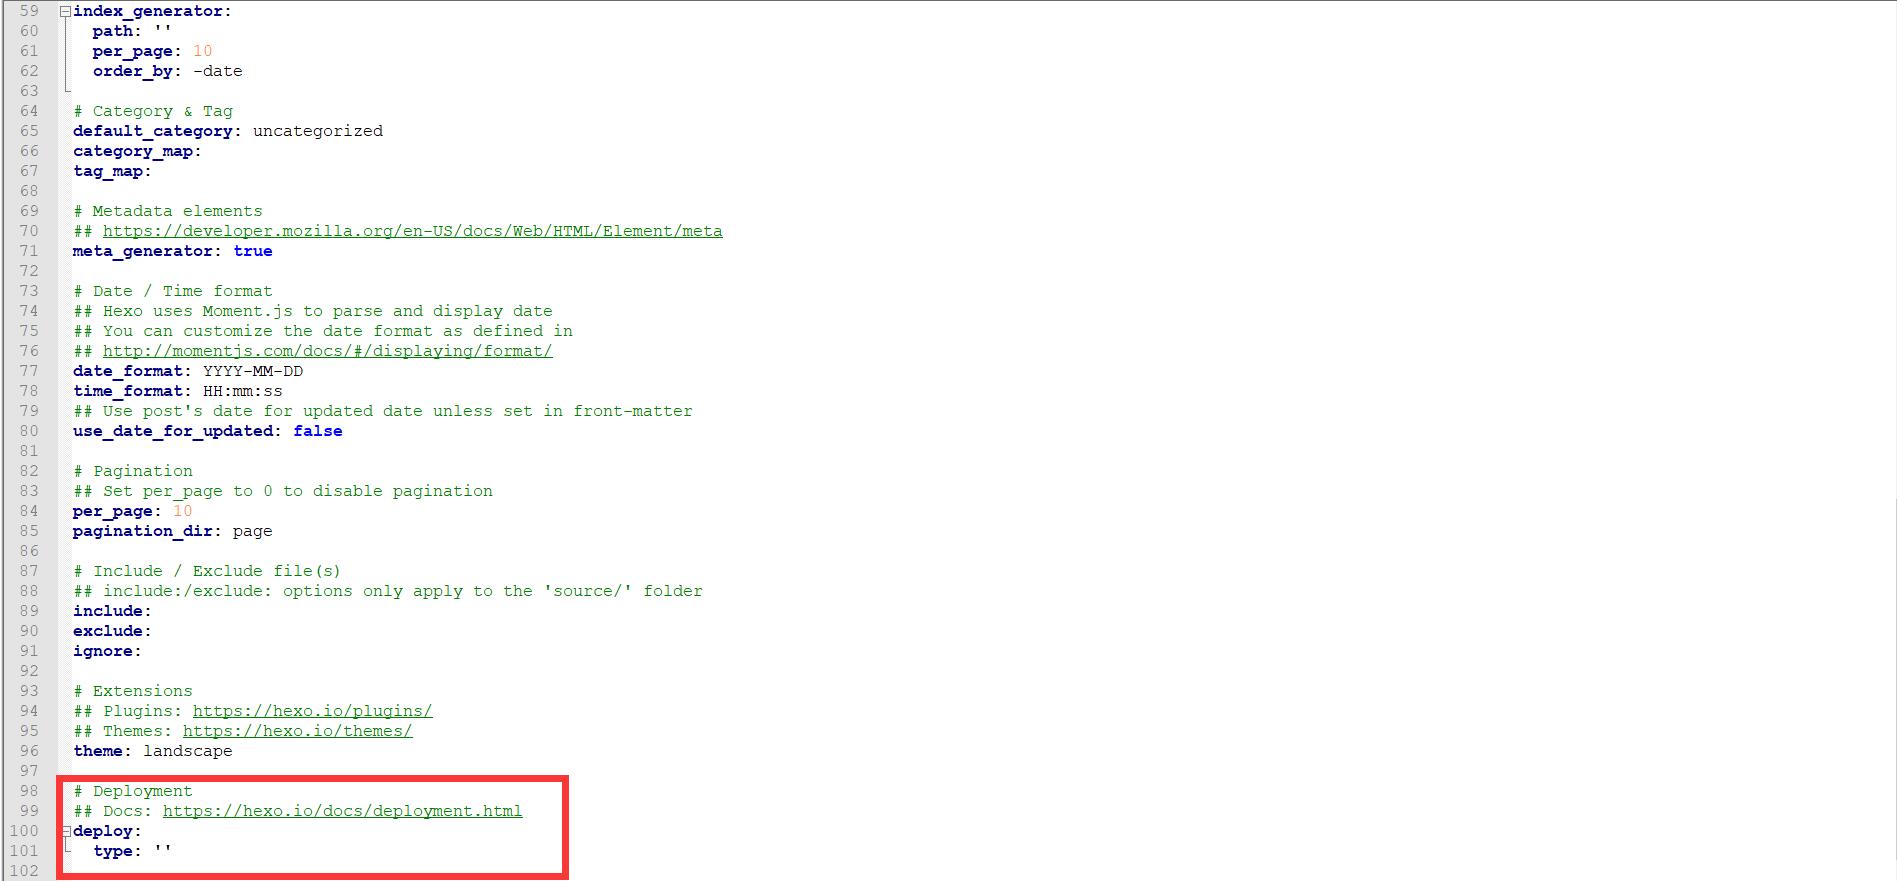 59 index_generator:
60   path: ''
61   per_page: 10
62   order_by: -date
63
64 # Category & Tag
65 default_category: uncategorized
66 category_map:
67 tag_map:
68
69 # Metadata elements
70 ## https://developer.mozilla.org/en-US/docs/Web/HTML/Element/meta
71 meta_generator: true
72
73 # Date / Time format
74 ## Hexo uses Moment.js to parse and display date
75 ## You can customize the date format as defined in
76 ## http://momentjs.com/docs/#/displaying/format/
77 date_format: YYYY-MM-DD
78 time_format: HH:mm:ss
79 ## Use post's date for updated date unless set in front-matter
80 use_date_for_updated: false
81
82 # Pagination
83 ## Set per_page to 0 to disable pagination
84 per_page: 10
85 pagination_dir: page
86
87 # Include / Exclude file(s)
88 ## include:/exclude: options only apply to the 'source/' folder
89 include:
90 exclude:
91 ignore:
92
93 # Extensions
94 ## Plugins: https://hexo.io/plugins/
95 ## Themes: https://hexo.io/themes/
96 theme: landscape
97
98 # Deployment
99 ## Docs: https://hexo.io/docs/deployment.html
100 deploy:
101   type: ''
102